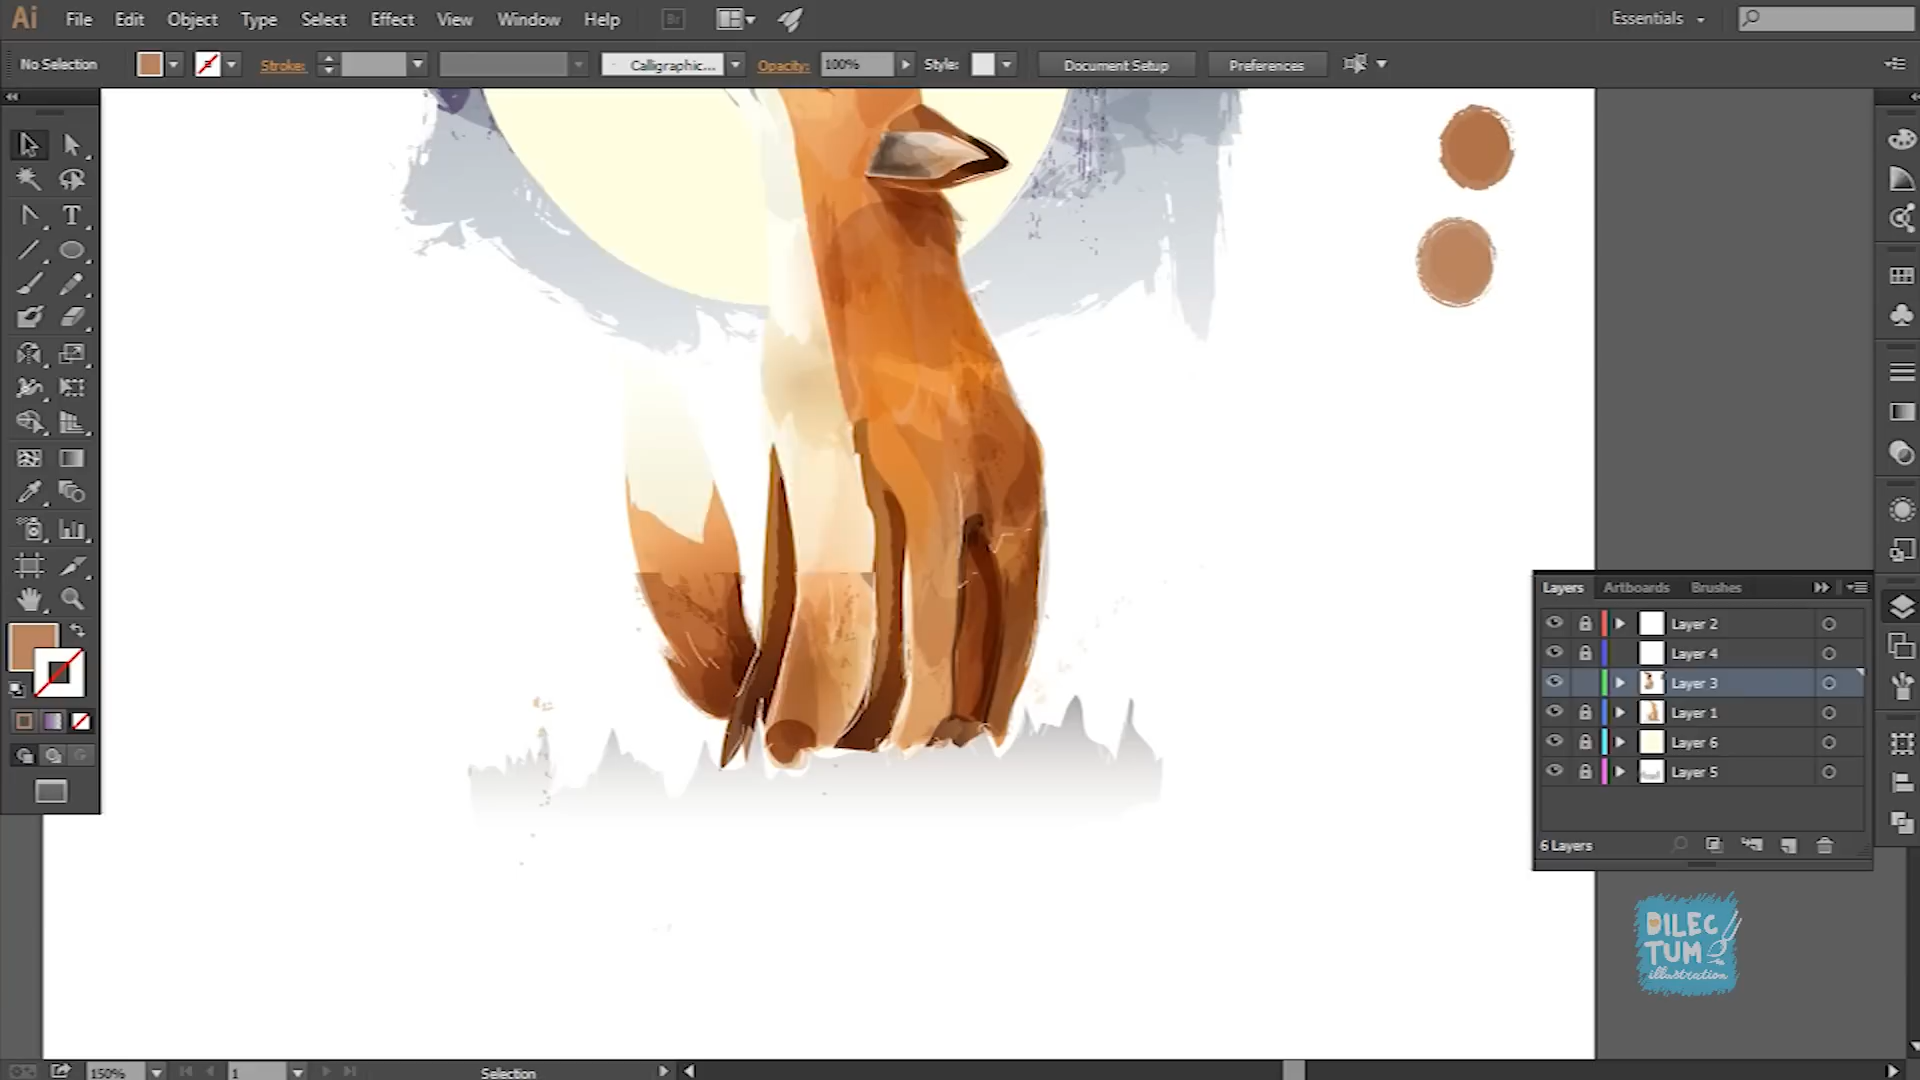 Ai File Edit Object Type Select Effect View Window Help Br Essentials
No Selection Stroke: Calligraphic... Opacity: 100% Style: Document Setup Preferences
Layers Artboards Brushes
Layer 2
Layer 4
Layer 3
Layer 1
Layer 6
Layer 5
6 Layers
DILEC
TUM
illustration
150% 1 Selection